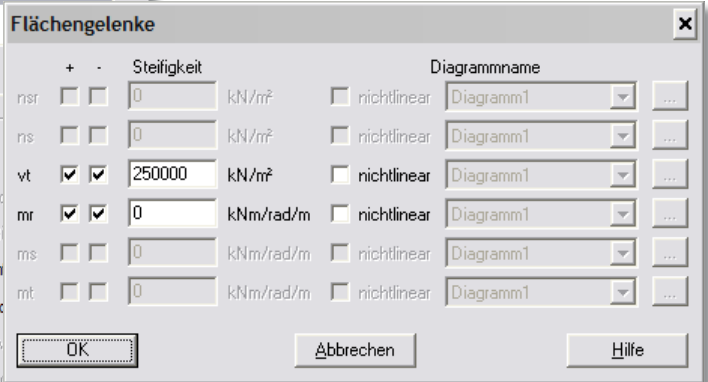 Flächengelenke
+ - Steifigkeit Diagrammname
nsr 0 kN/m² nichtlinear Diagramm1 ...
ns 0 kN/m² nichtlinear Diagramm1 ...
vt 250000 kN/m² nichtlinear Diagramm1 ...
mr 0 kNm/rad/m nichtlinear Diagramm1 ...
ms 0 kNm/rad/m nichtlinear Diagramm1 ...
mt 0 kNm/rad/m nichtlinear Diagramm1 ...
OK Abbrechen Hilfe